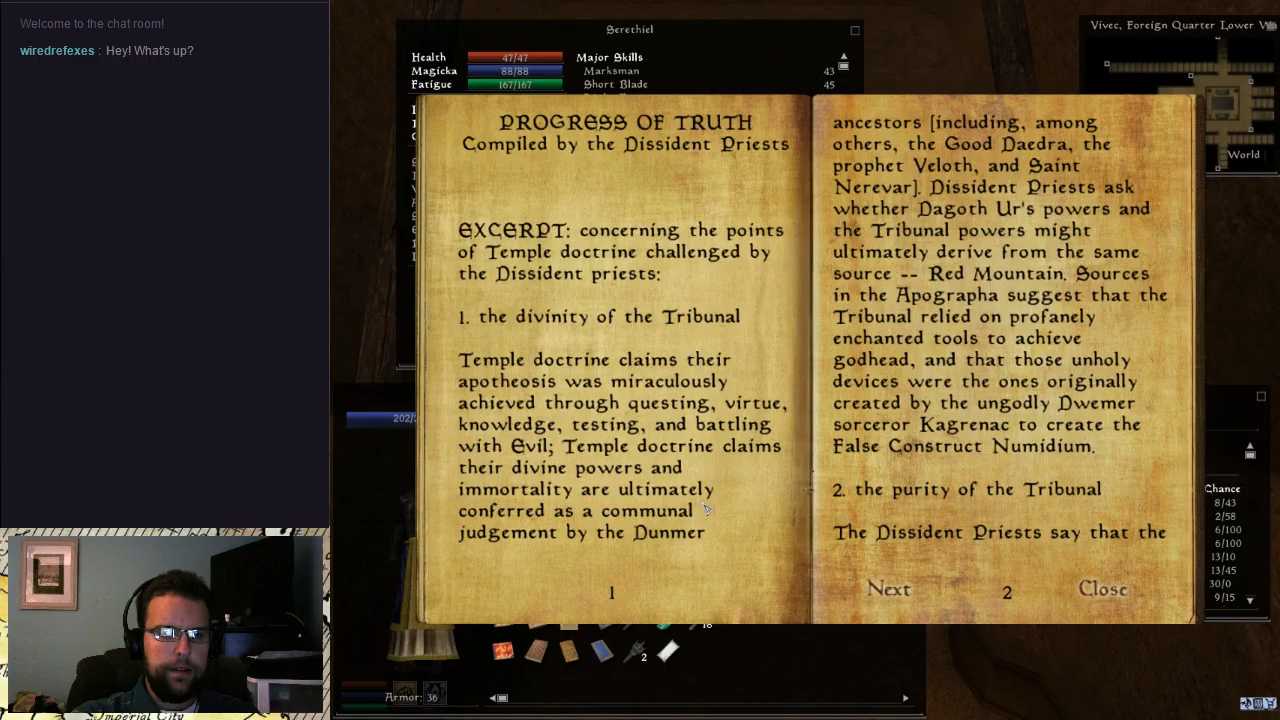 Welcome to the chat room!
wiredrefexes : Hey! What's up?
Serethiel
Health 47/47
Magicka 88/88
Fatigue 167/167
Major Skills
Marksman 43
Short Blade 45
Vivec, Foreign Quarter Lower
World
PROGRESS OF TRUTH
Compiled by the Dissident Priests
EXCERPT: concerning the points
of Temple doctrine challenged by
the Dissident priests:
1. the divinity of the Tribunal
Temple doctrine claims their
apotheosis was miraculously
achieved through questing, virtue,
knowledge, testing, and battling
with Evil; Temple doctrine claims
their divine powers and
immortality are ultimately
conferred as a communal
judgement by the Dunmer
1
ancestors [including, among
others, the Good Daedra, the
prophet Veloth, and Saint
Nerevar]. Dissident Priests ask
whether Dagoth Ur's powers and
the Tribunal powers might
ultimately derive from the same
source -- Red Mountain. Sources
in the Apographa suggest that the
Tribunal relied on profanely
enchanted tools to achieve
godhead, and that those unholy
devices were the ones originally
created by the ungodly Dwemer
sorceror Kagrenac to create the
False Construct Numidium.
2. the purity of the Tribunal
The Dissident Priests say that the
Next 2 Close
202/
Chance
8/43
2/58
6/100
6/100
13/10
13/45
30/0
9/15
18
2
Armor: 36
Imperial City